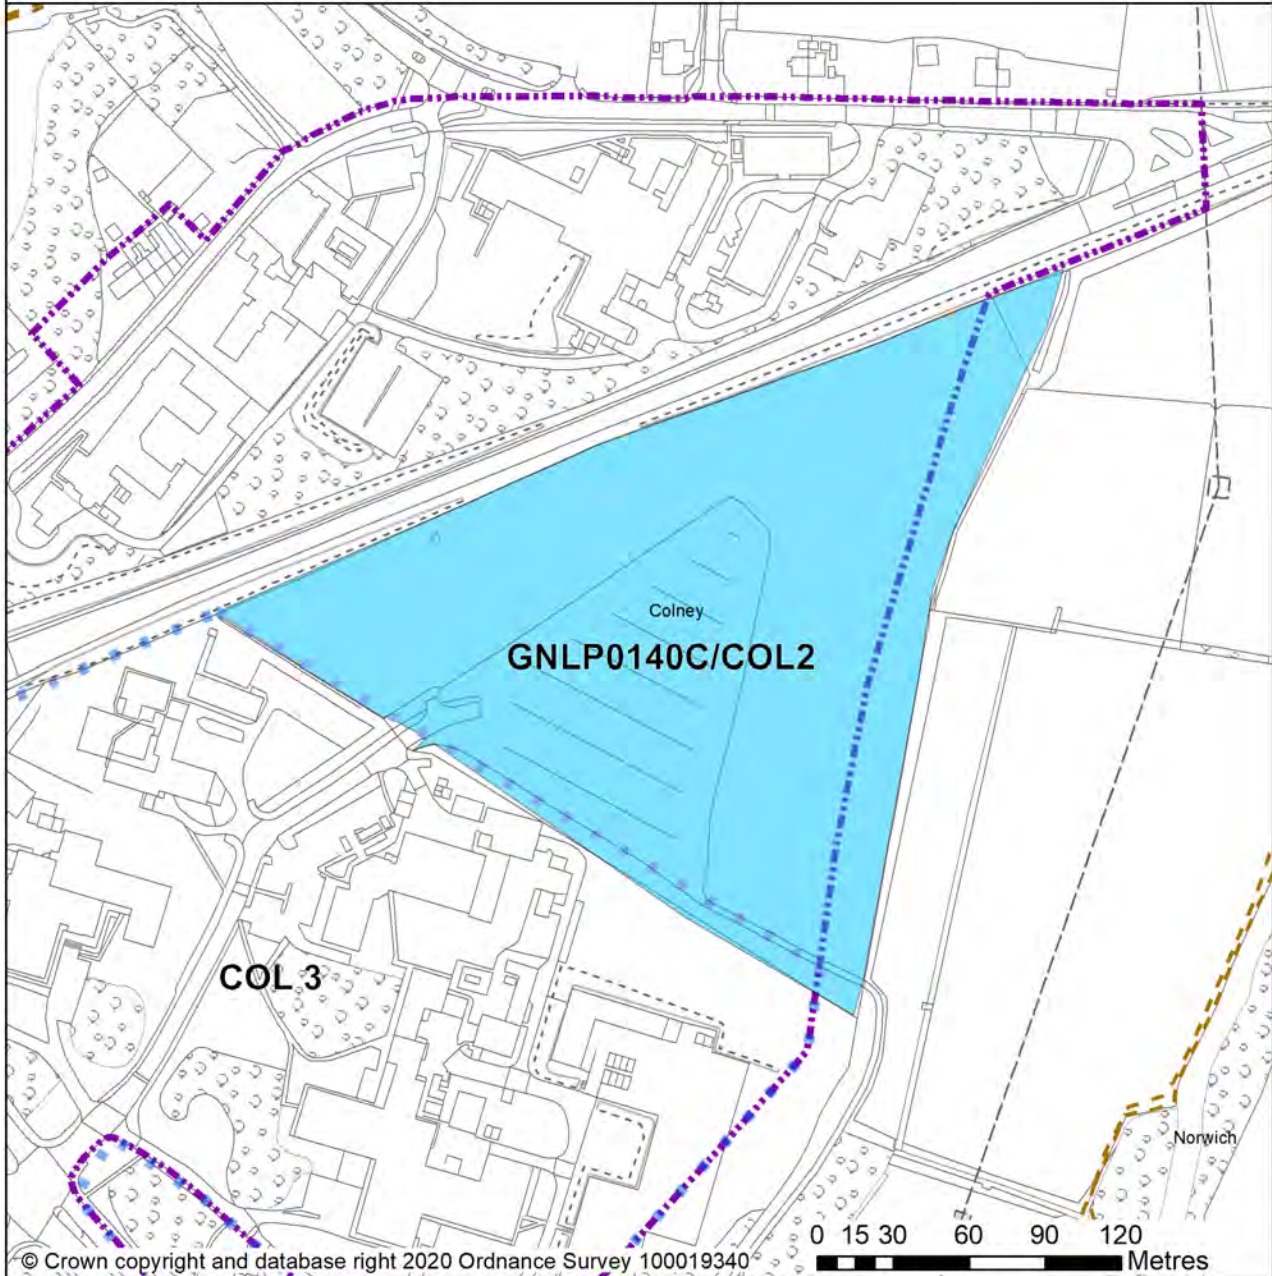 Colney
GNLP0140C/COL2
COL 3
Norwich
0 15 30 60 90 120
Metres
© Crown copyright and database right 2020 Ordnance Survey 100019340